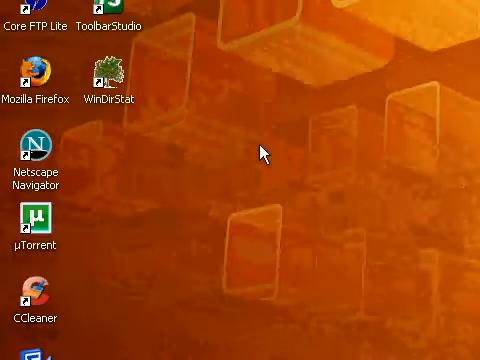 Core FTP Lite
ToolbarStudio
Mozilla Firefox
WinDirStat
N
Netscape
Navigator
µ
µTorrent
CCleaner